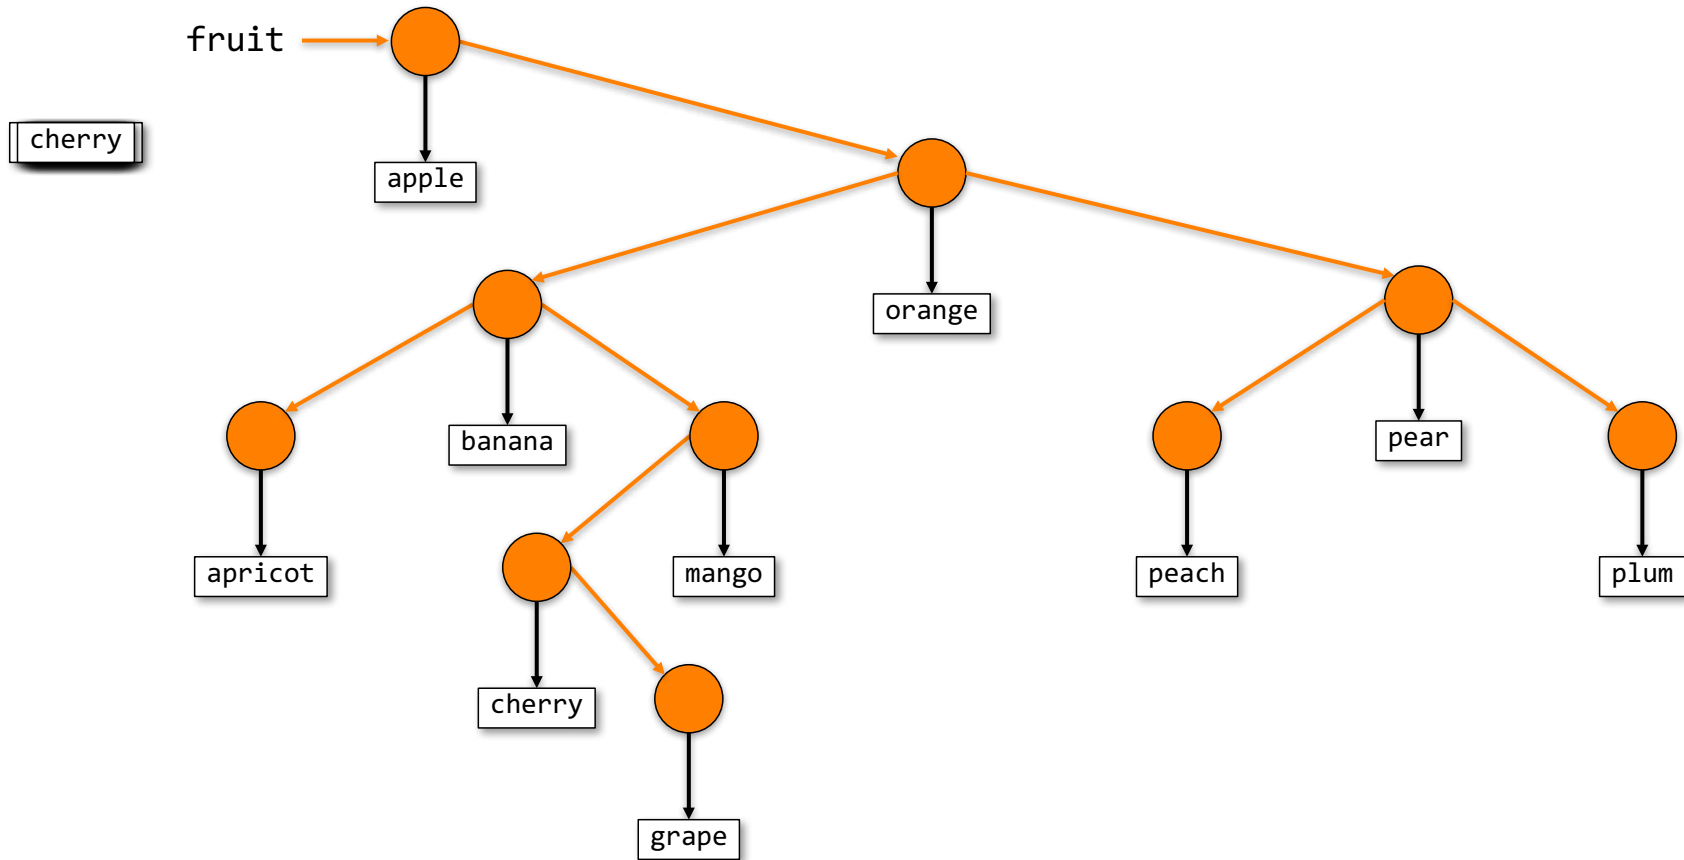 fruit
cherry
apple
orange
banana
pear
apricot
mango
peach
plum
cherry
grape